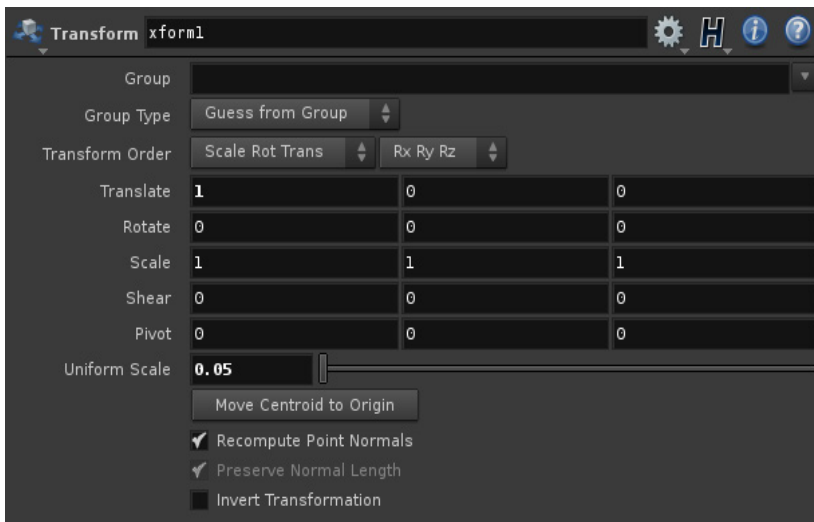 Transform xform1
Group
Group Type Guess from Group
Transform Order Scale Rot Trans Rx Ry Rz
Translate 1 0 0
Rotate 0 0 0
Scale 1 1 1
Shear 0 0 0
Pivot 0 0 0
Uniform Scale 0.05
Move Centroid to Origin
Recompute Point Normals
Preserve Normal Length
Invert Transformation